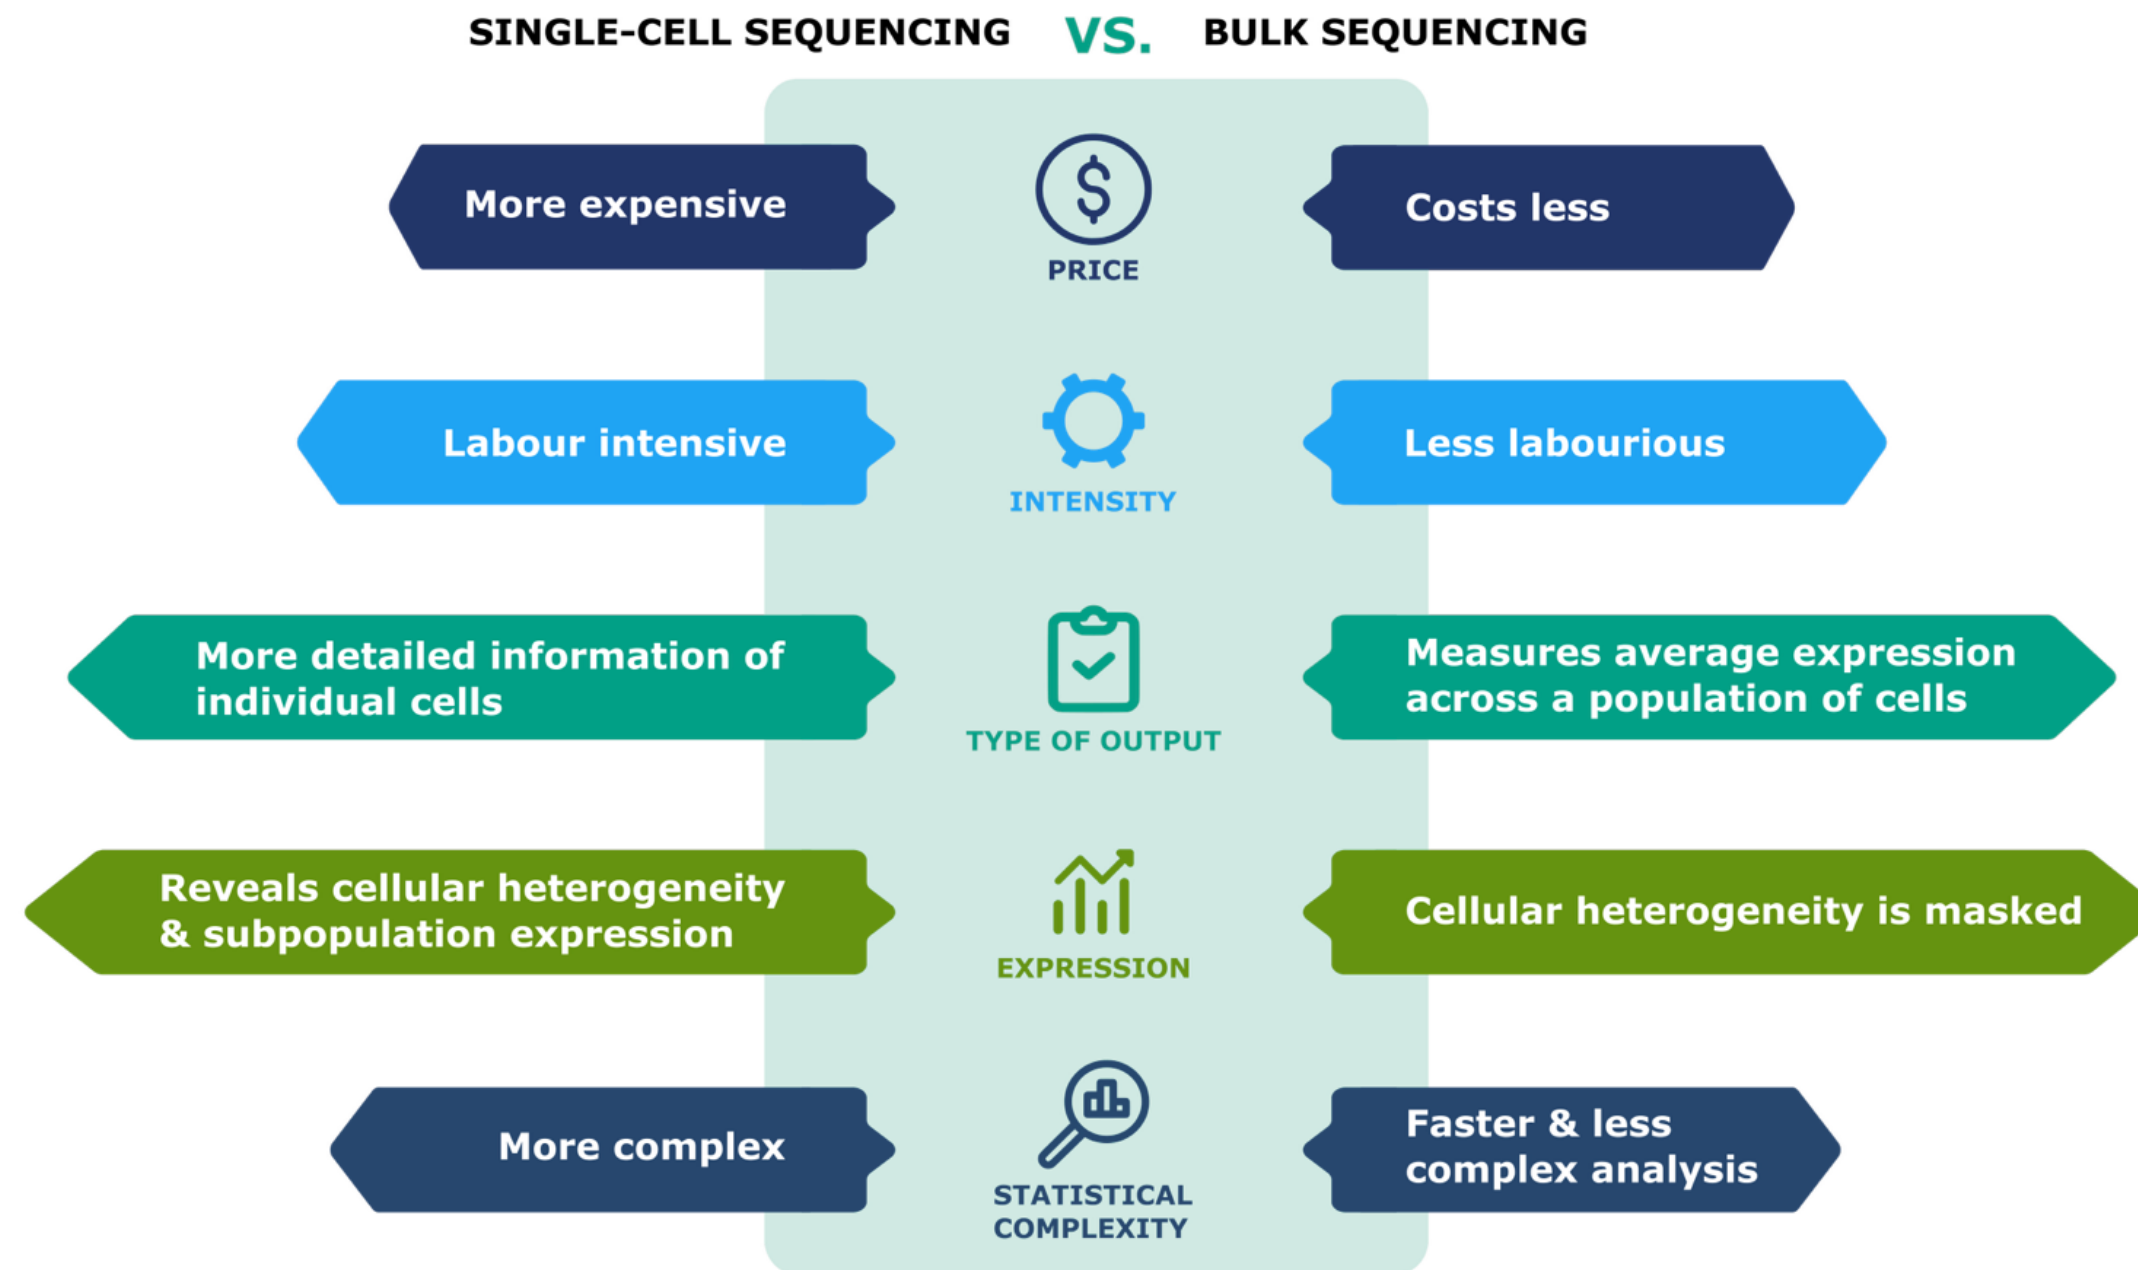 SINGLE-CELL SEQUENCING VS. BULK SEQUENCING
More expensive
PRICE
Costs less
Labour intensive
INTENSITY
Less labourious
More detailed information of
individual cells
TYPE OF OUTPUT
Measures average expression
across a population of cells
Reveals cellular heterogeneity
& subpopulation expression
EXPRESSION
Cellular heterogeneity is masked
More complex
STATISTICAL
COMPLEXITY
Faster & less
complex analysis